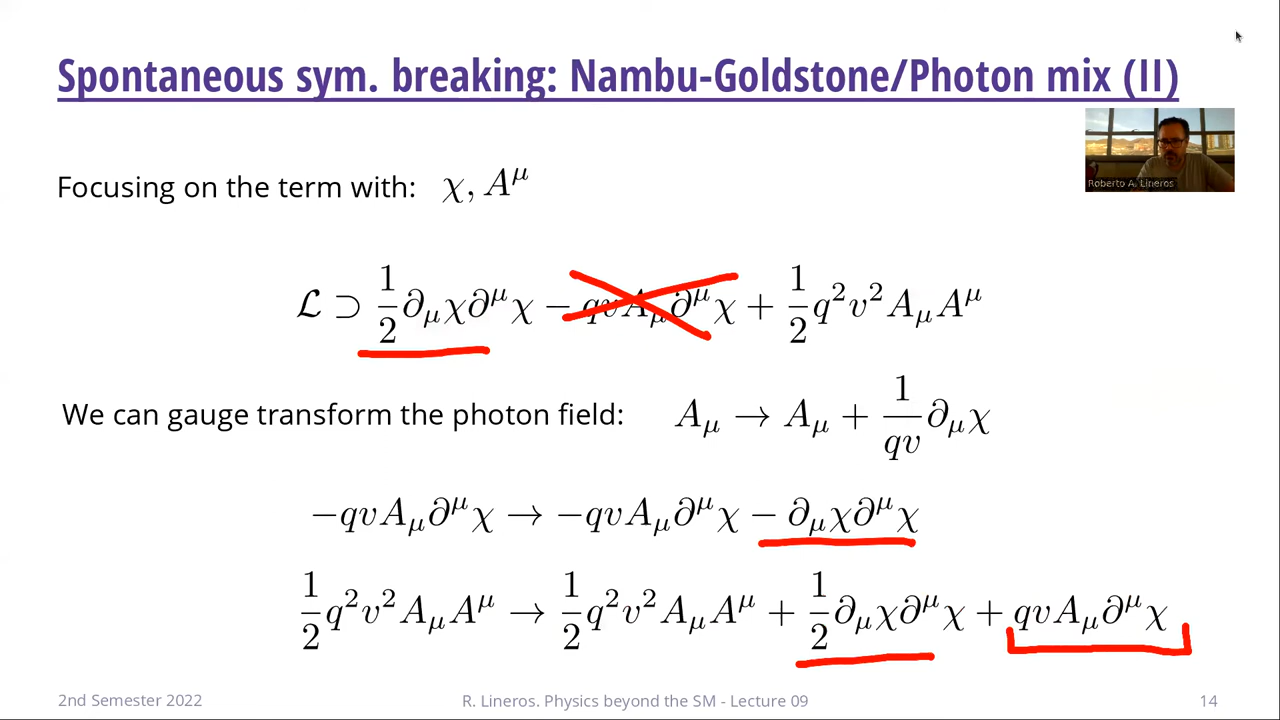 Spontaneous sym. breaking: Nambu-Goldstone/Photon mix (II)
Roberto A. Lineros
Focusing on the term with: χ, A^μ
ℒ ⊃ 1/2 ∂_μχ∂^μχ − qvA_μ∂^μχ + 1/2 q²v²A_μA^μ
We can gauge transform the photon field: A_μ → A_μ + 1/qv ∂_μχ
−qvA_μ∂^μχ → −qvA_μ∂^μχ − ∂_μχ∂^μχ
1/2 q²v²A_μA^μ → 1/2 q²v²A_μA^μ + 1/2 ∂_μχ∂^μχ + qvA_μ∂^μχ
2nd Semester 2022 R. Lineros. Physics beyond the SM - Lecture 09 14